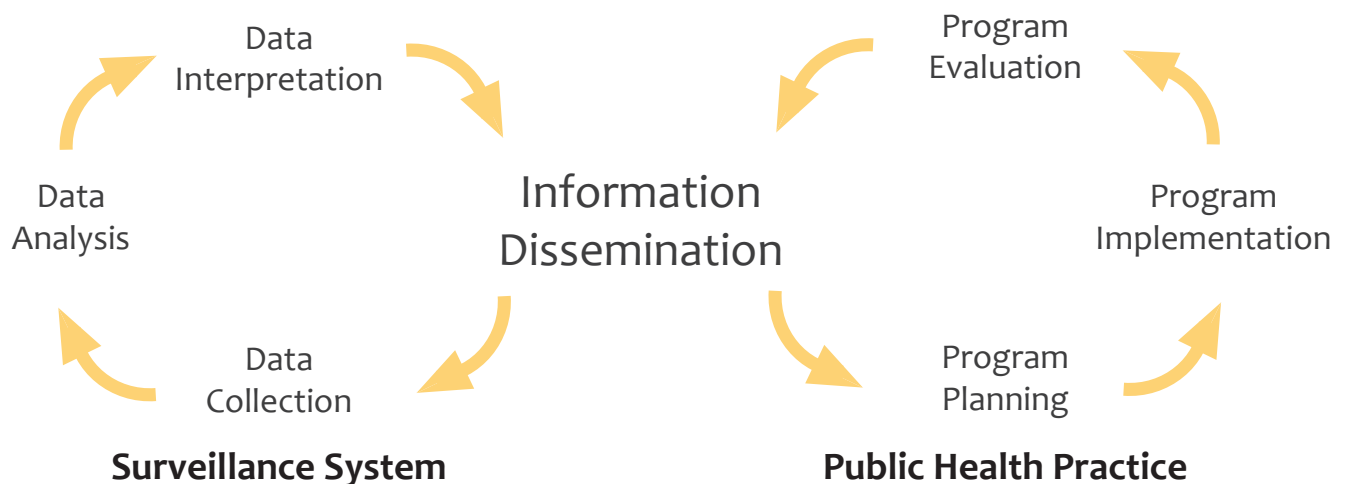 Data
Interpretation
Program
Evaluation
Information
Dissemination
Data
Analysis
Program
Implementation
Data
Collection
Program
Planning
Surveillance System
Public Health Practice